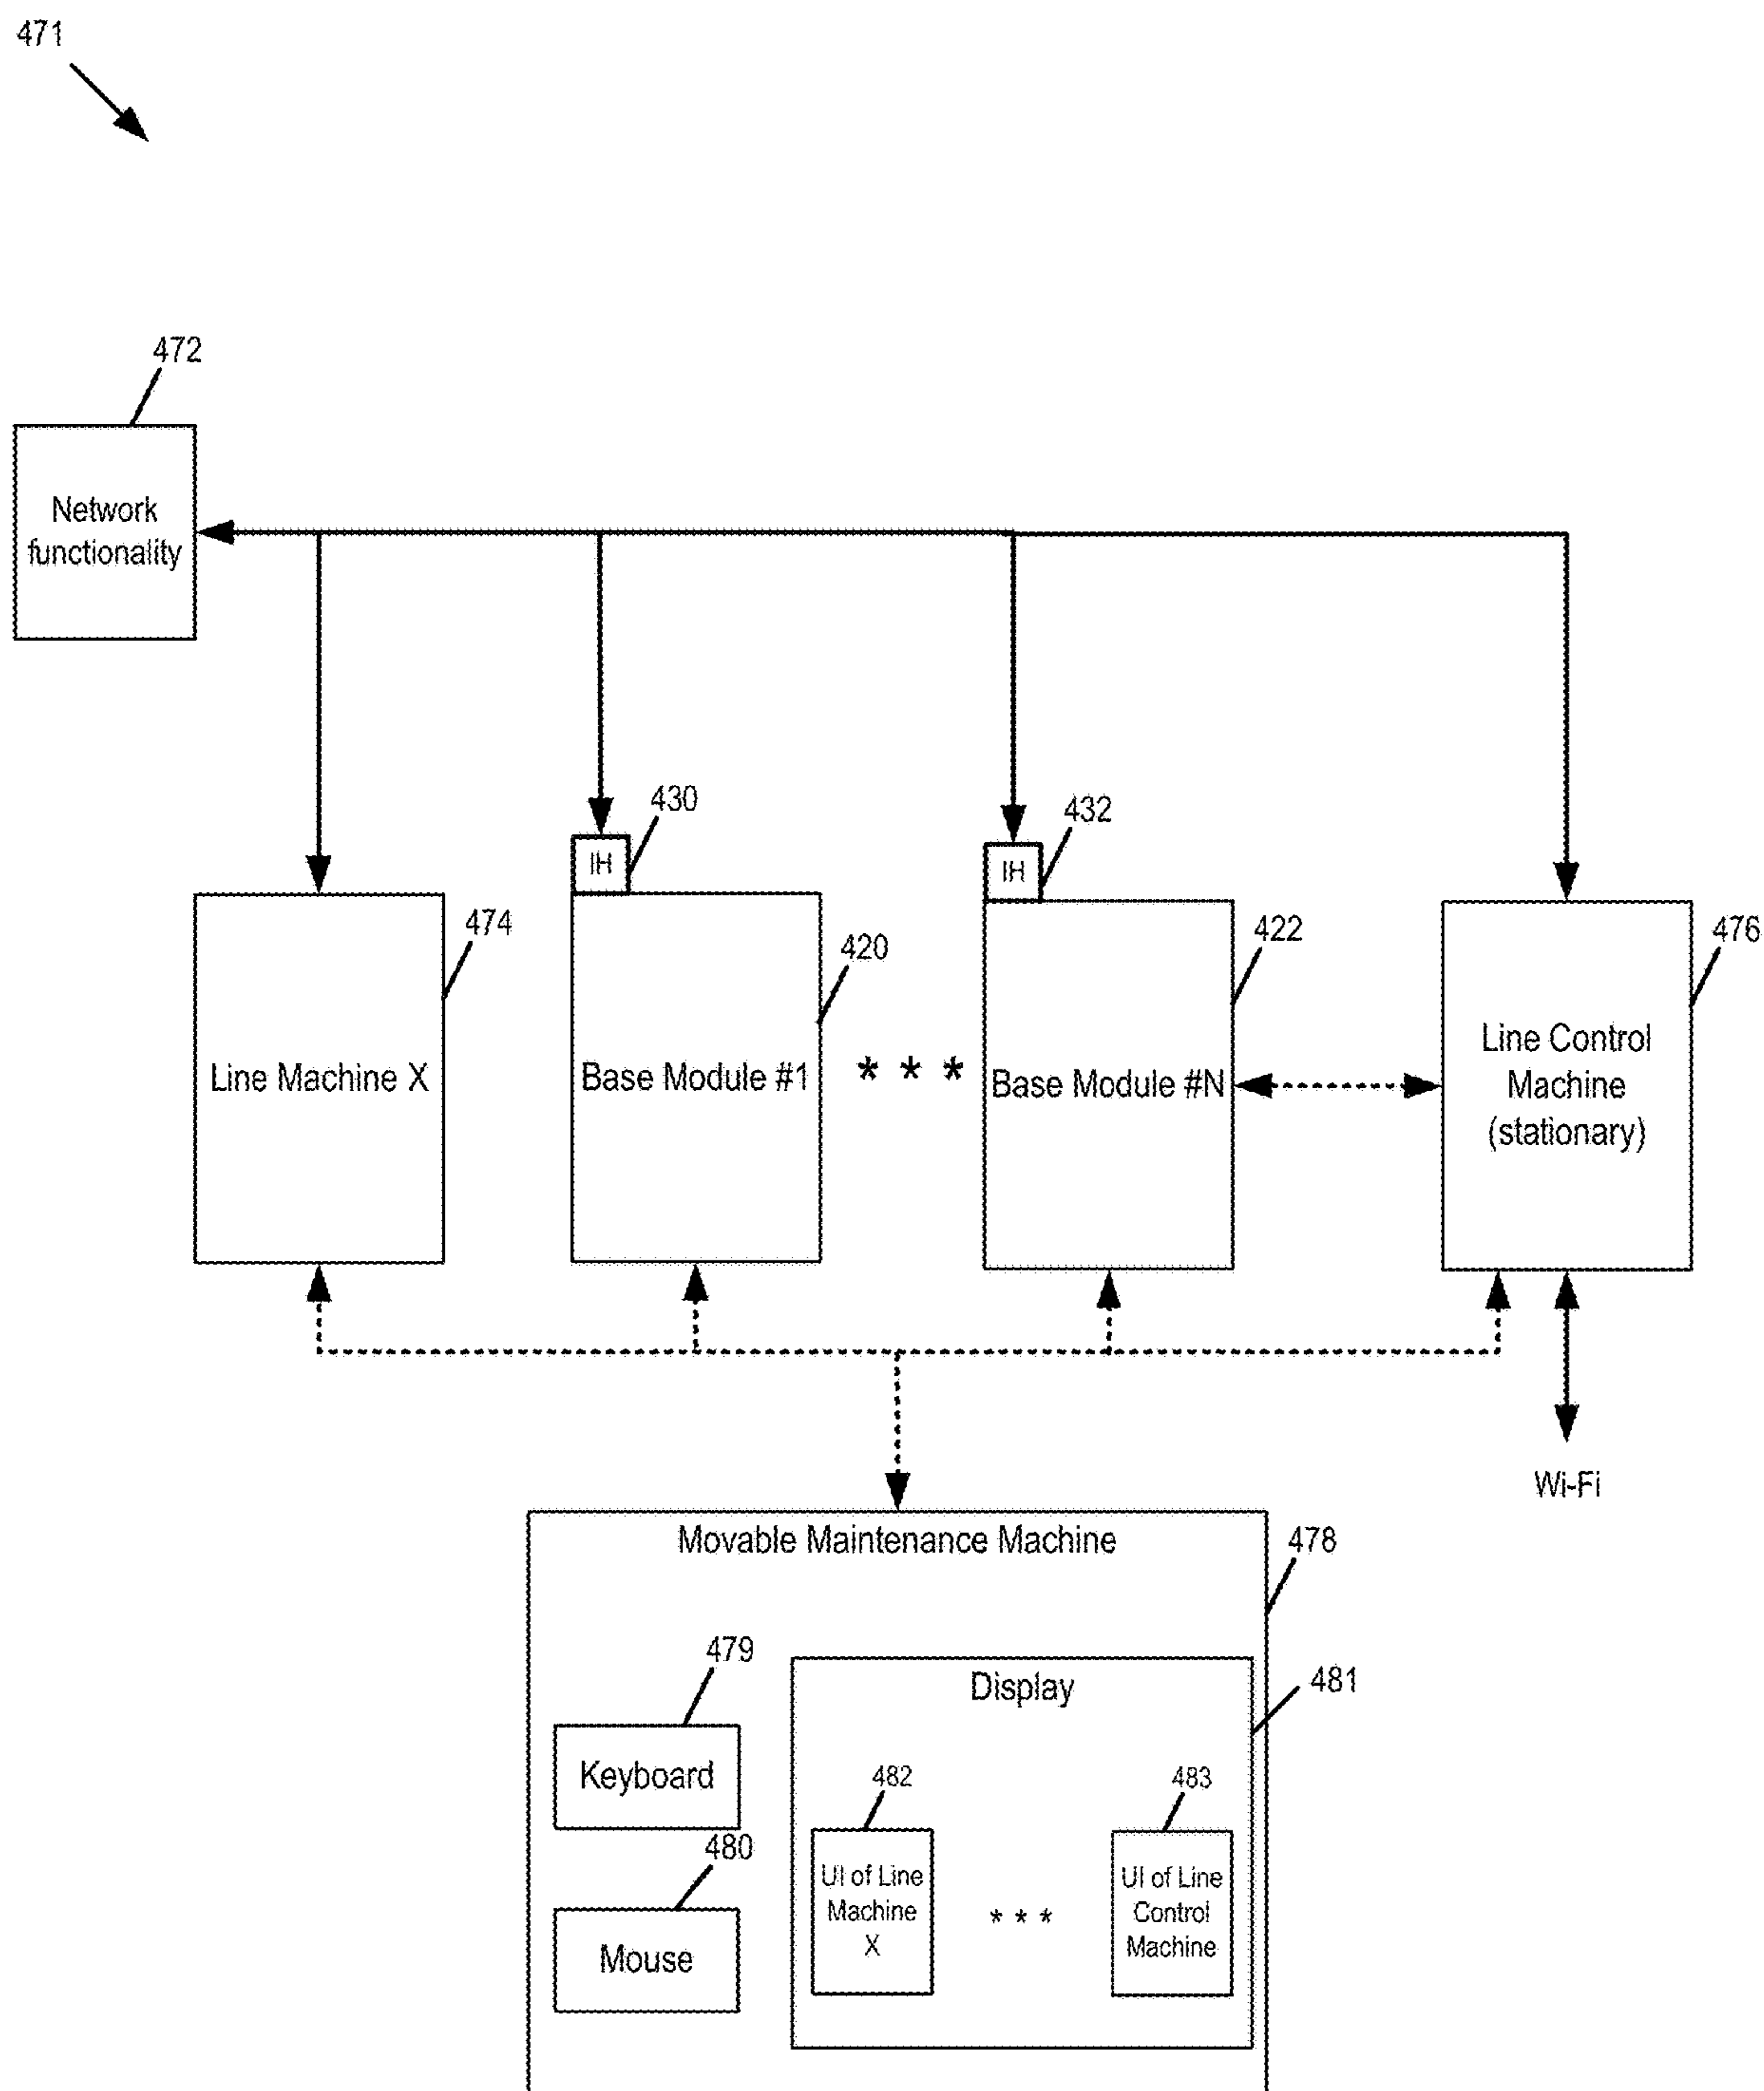 471
472
Network
functionality
430
IH
432
IH
474
420
422
476
Line Machine X
Base Module #1
* * *
Base Module #N
Line Control
Machine
(stationary)
Wi-Fi
Movable Maintenance Machine
478
479
Keyboard
480
Mouse
Display
481
482
UI of Line
Machine
X
* * *
483
UI of Line
Control
Machine